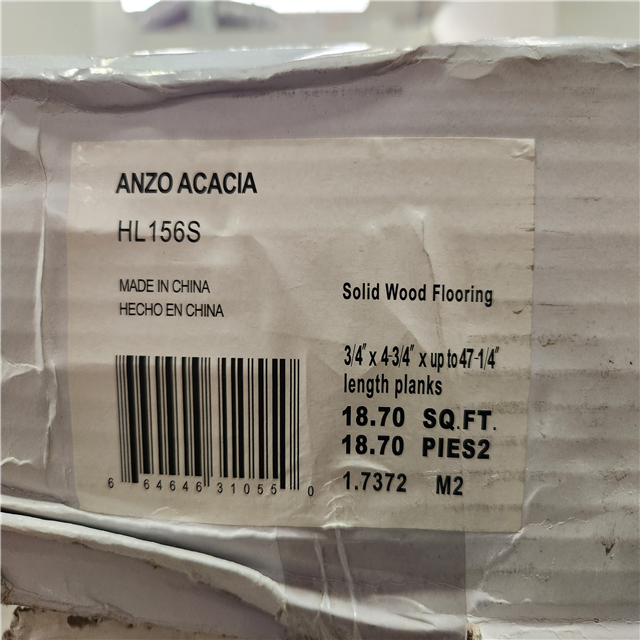 ANZO ACACIA
HL156S
MADE IN CHINA
HECHO EN CHINA
Solid Wood Flooring
3/4" x 4-3/4" x up to 47-1/4"
length planks
18.70 SQ.FT.
18.70 PIES2
1.7372 M2
6 64646 31055 0